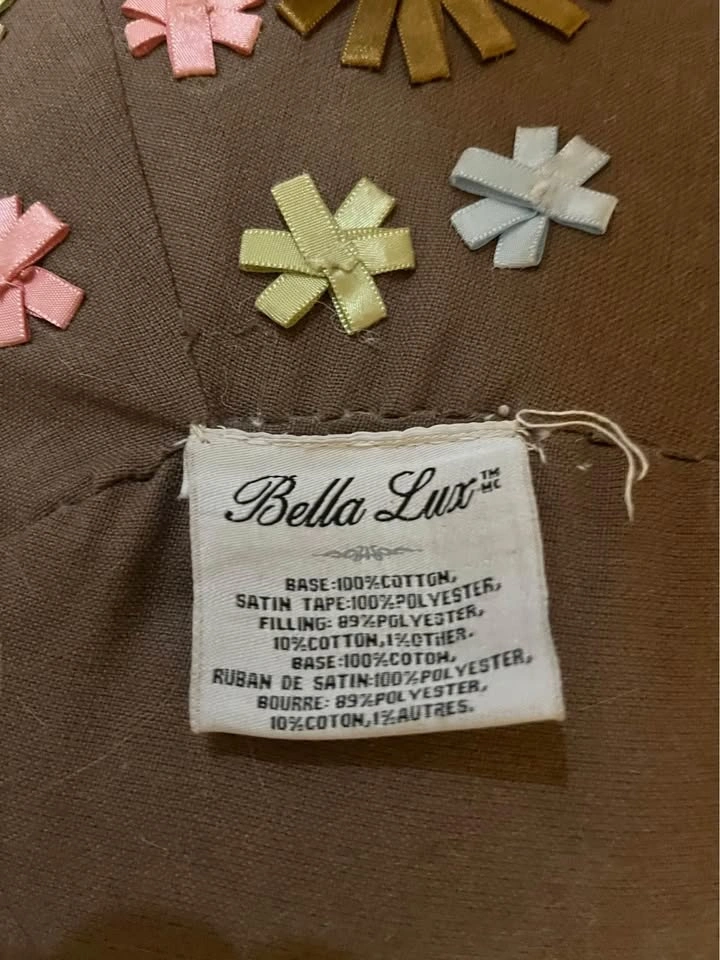 Bella Lux™ MC
BASE:100%COTTON,
SATIN TAPE:100%POLYESTER,
FILLING: 89%POLYESTER,
10%COTTON,1%OTHER.
BASE:100%COTON,
RUBAN DE SATIN:100%POLYESTER,
BOURRE: 89%POLYESTER,
10%COTON,1%AUTRES.